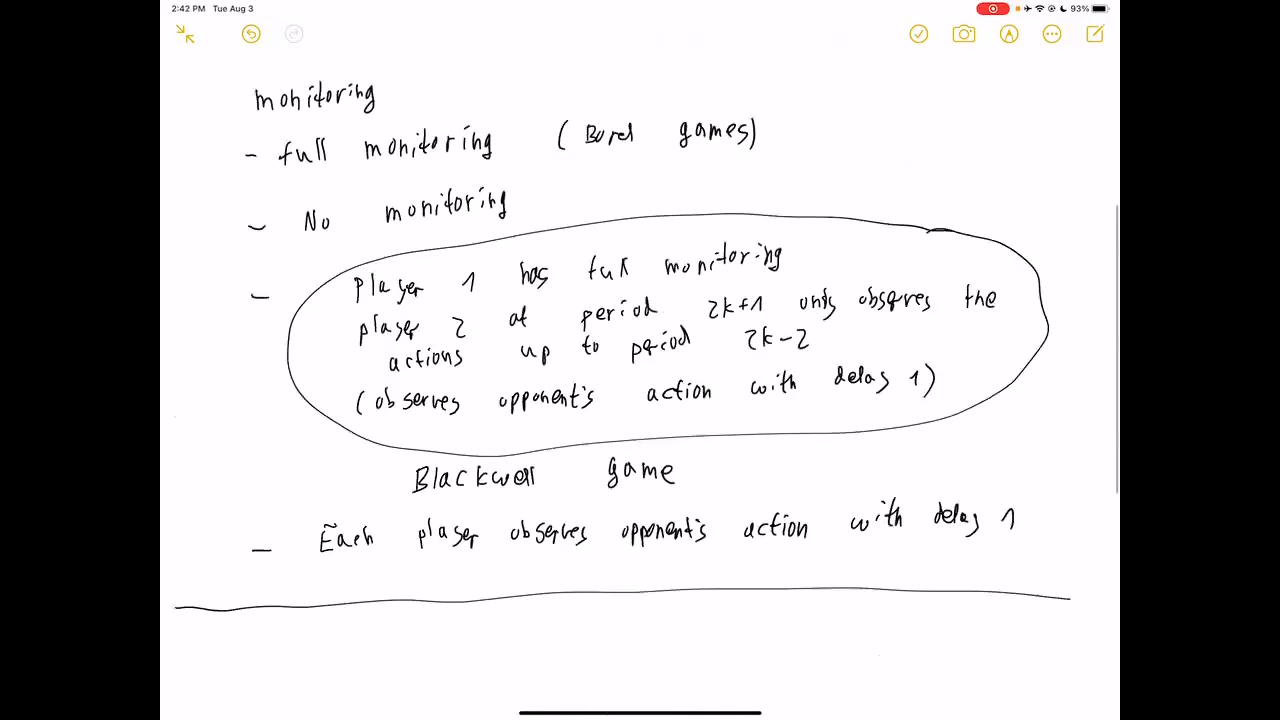 2:42 PM Tue Aug 3
93%
monitoring
- full monitoring (Borel games)
- No monitoring
- player 1 has full monitoring
player 2 at period 2k+1 only observes the
actions up to period 2k-2
(observes opponent's action with delay 1)
Blackwell game
- Each player observes opponent's action with delay 1